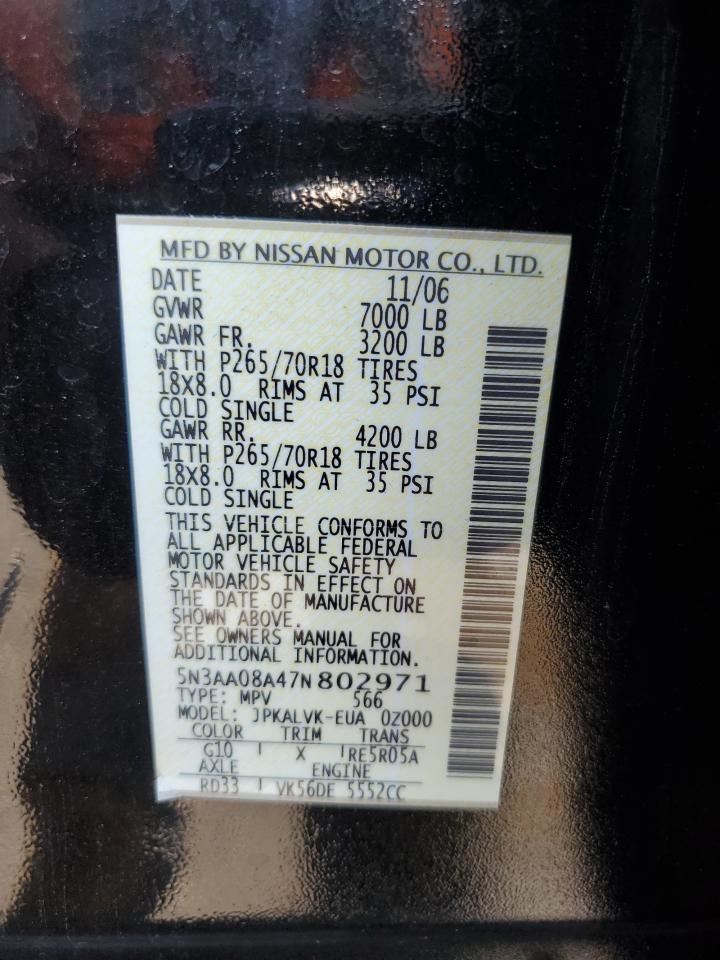 MFD BY NISSAN MOTOR CO., LTD.
DATE 11/06
GVWR 7000 LB
GAWR FR. 3200 LB
WITH P265/70R18 TIRES
18X8.0 RIMS AT 35 PSI
COLD SINGLE
GAWR RR. 4200 LB
WITH P265/70R18 TIRES
18X8.0 RIMS AT 35 PSI
COLD SINGLE
THIS VEHICLE CONFORMS TO
ALL APPLICABLE FEDERAL
MOTOR VEHICLE SAFETY
STANDARDS IN EFFECT ON
THE DATE OF MANUFACTURE
SHOWN ABOVE.
SEE OWNERS MANUAL FOR
ADDITIONAL INFORMATION.
5N3AA08A47N802971
TYPE: MPV 566
MODEL: JPKALVK-EUA 0Z000
COLOR TRIM TRANS
G10 X RE5R05A
AXLE ENGINE
RD33 VK56DE 5552CC